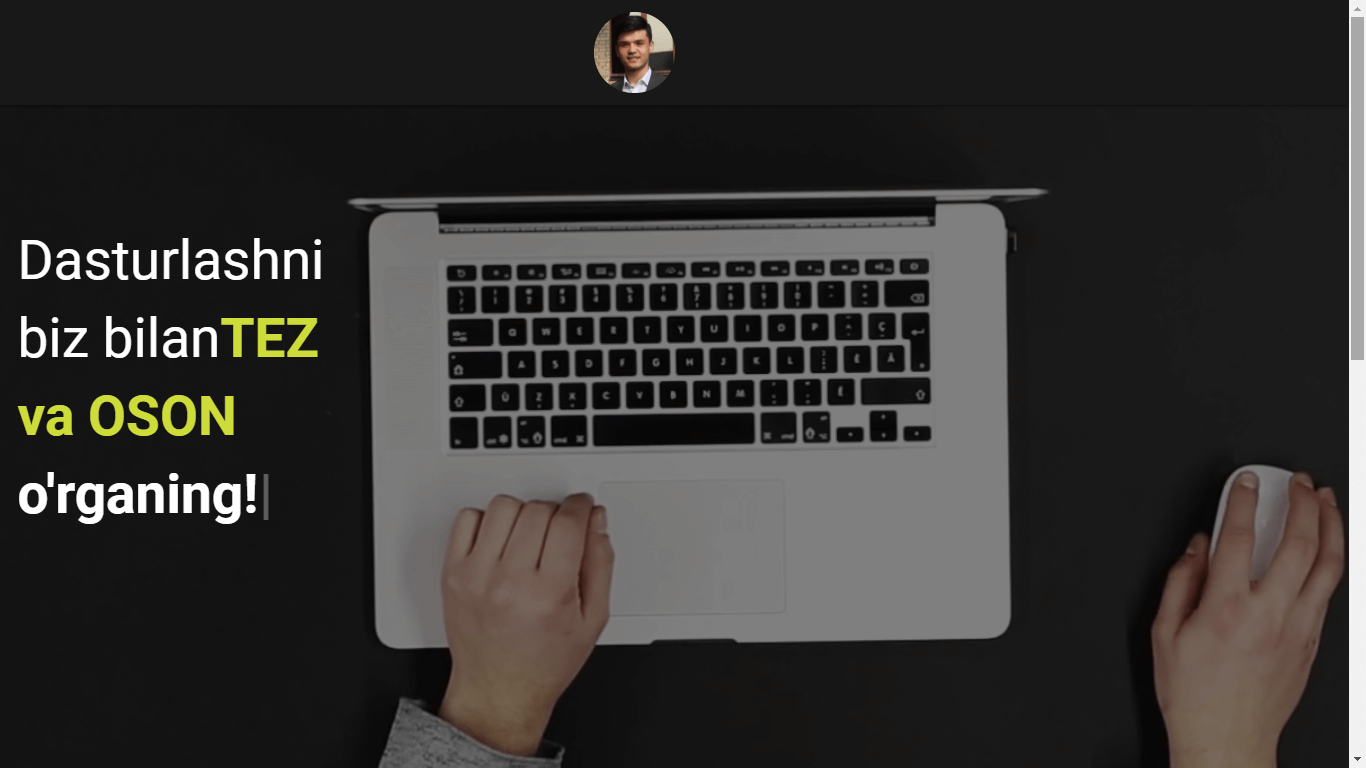 Dasturlashni
biz bilanTEZ
va OSON
o'rganing!
Q W E R T Y U I O P
A S D F G H J K L
Z X C V B N M